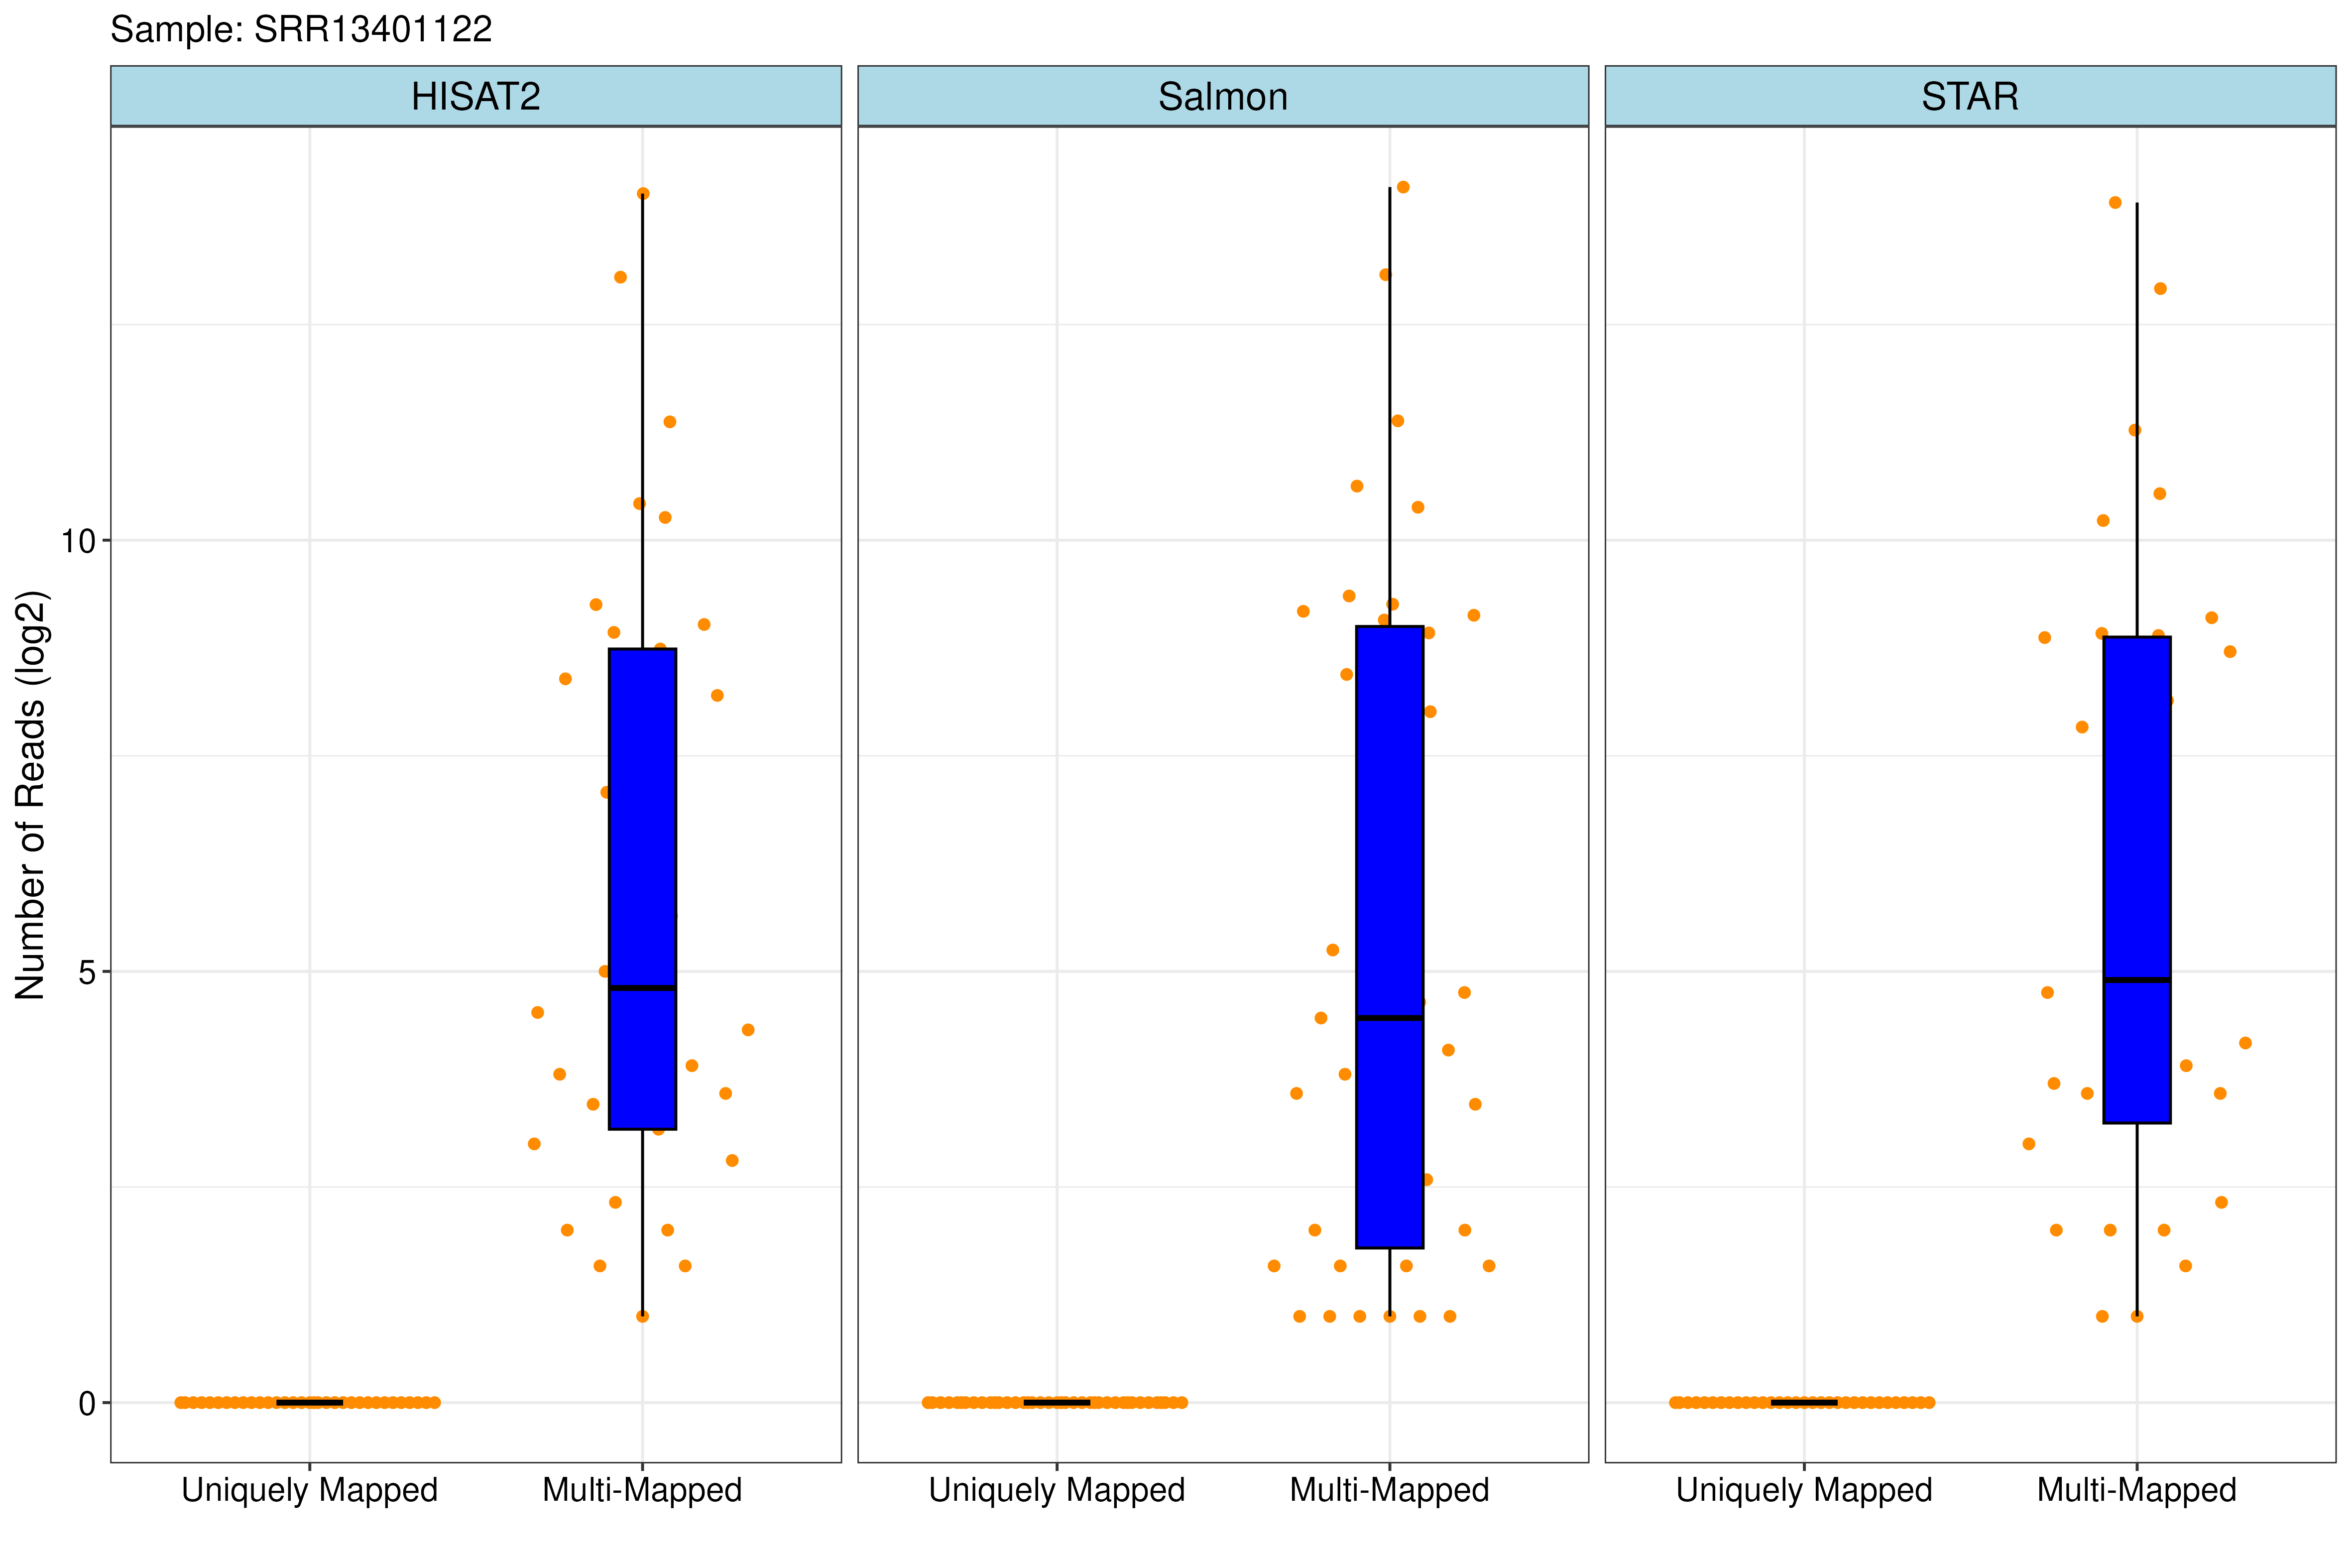 Sample: SRR13401122
HISAT2 Salmon STAR
Number of Reads (log2)
10
5
0
Uniquely Mapped Multi-Mapped Uniquely Mapped Multi-Mapped Uniquely Mapped Multi-Mapped